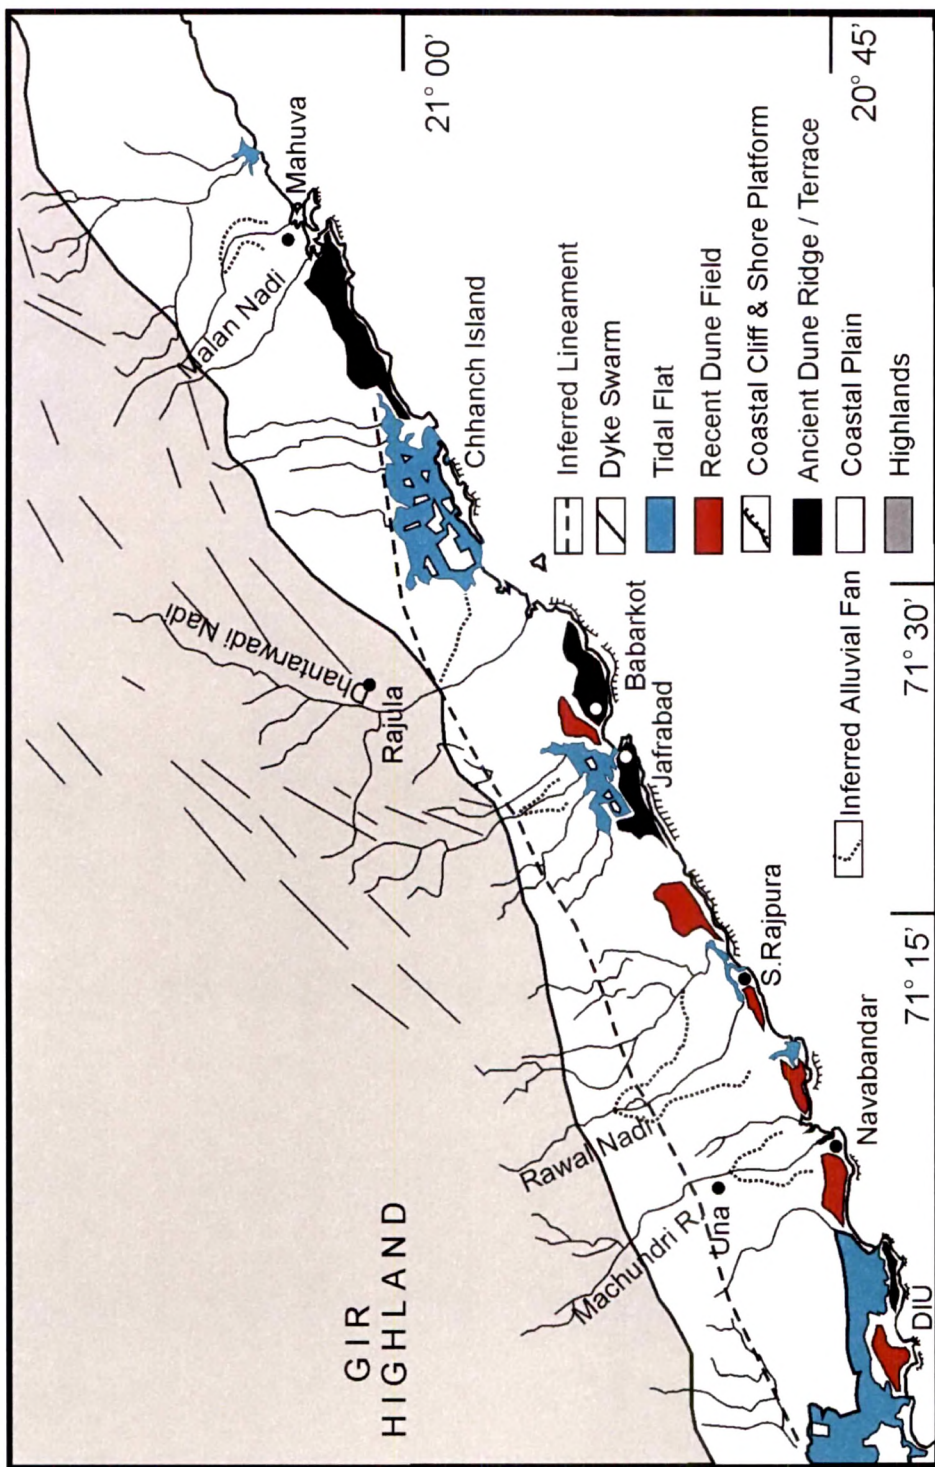 GIR
HIGHLAND
Malan Nadi
Mahuva
21° 00'
20° 45'
Chhanch Island
Dhantarwadi Nadi
Rajula
Babarkot
Jafrabad
S.Rajpura
Rawal Nadi
Machundri R.
Una
Navabandar
DIU
71° 30'
71° 15'
Inferred Lineament
Dyke Swarm
Tidal Flat
Recent Dune Field
Coastal Cliff & Shore Platform
Ancient Dune Ridge / Terrace
Coastal Plain
Highlands
Inferred Alluvial Fan